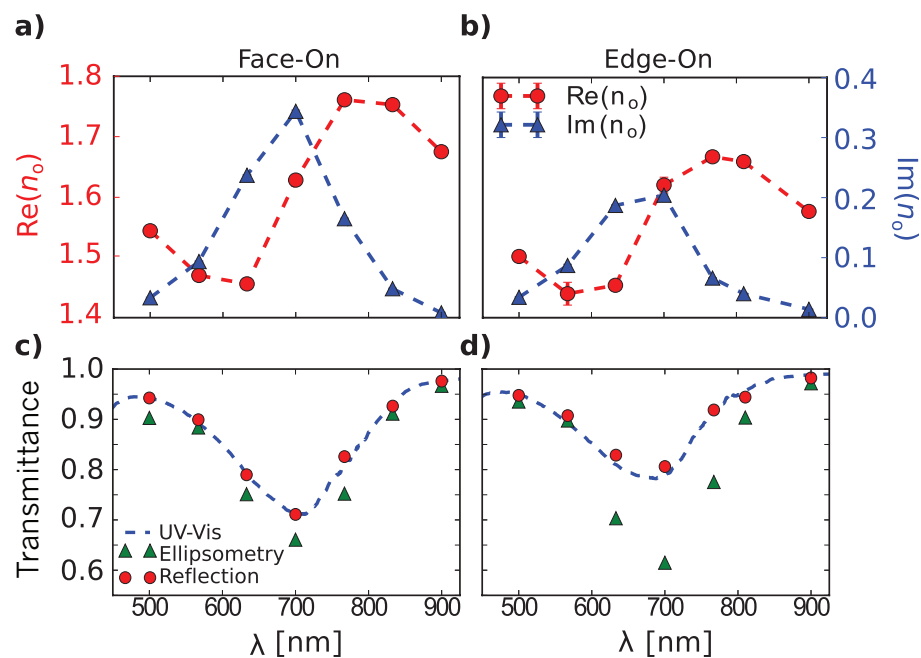 a)
b)
Face-On
Edge-On
1.8
1.7
1.6
1.5
1.4
Re(n_o)
Re(n_o)
Im(n_o)
0.4
0.3
0.2
0.1
0.0
Im(n_o)
c)
d)
1.0
0.9
0.8
0.7
0.6
Transmittance
UV-Vis
Ellipsometry
Reflection
500 600 700 800 900
500 600 700 800 900
λ [nm]
λ [nm]